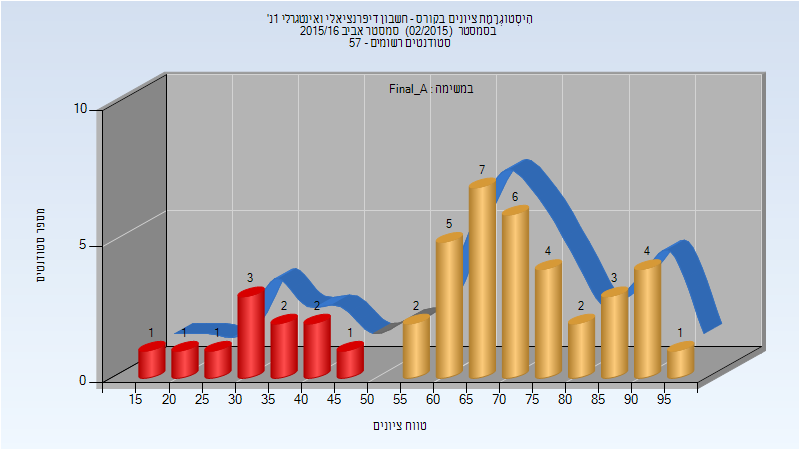 היסטוגרמת ציונים בקורס - חשבון דיפרנציאלי ואינטגרלי 1נ'
בסמסטר (02/2015) סמסטר אביב 2015/16
סטודנטים רשומים - 57
במשימה : Final_A
מספר סטודנטים
10
5
0
1 1 1 3 2 2 1 2 5 7 6 4 2 3 4 1
15 20 25 30 35 40 45 50 55 60 65 70 75 80 85 90 95
טווח ציונים